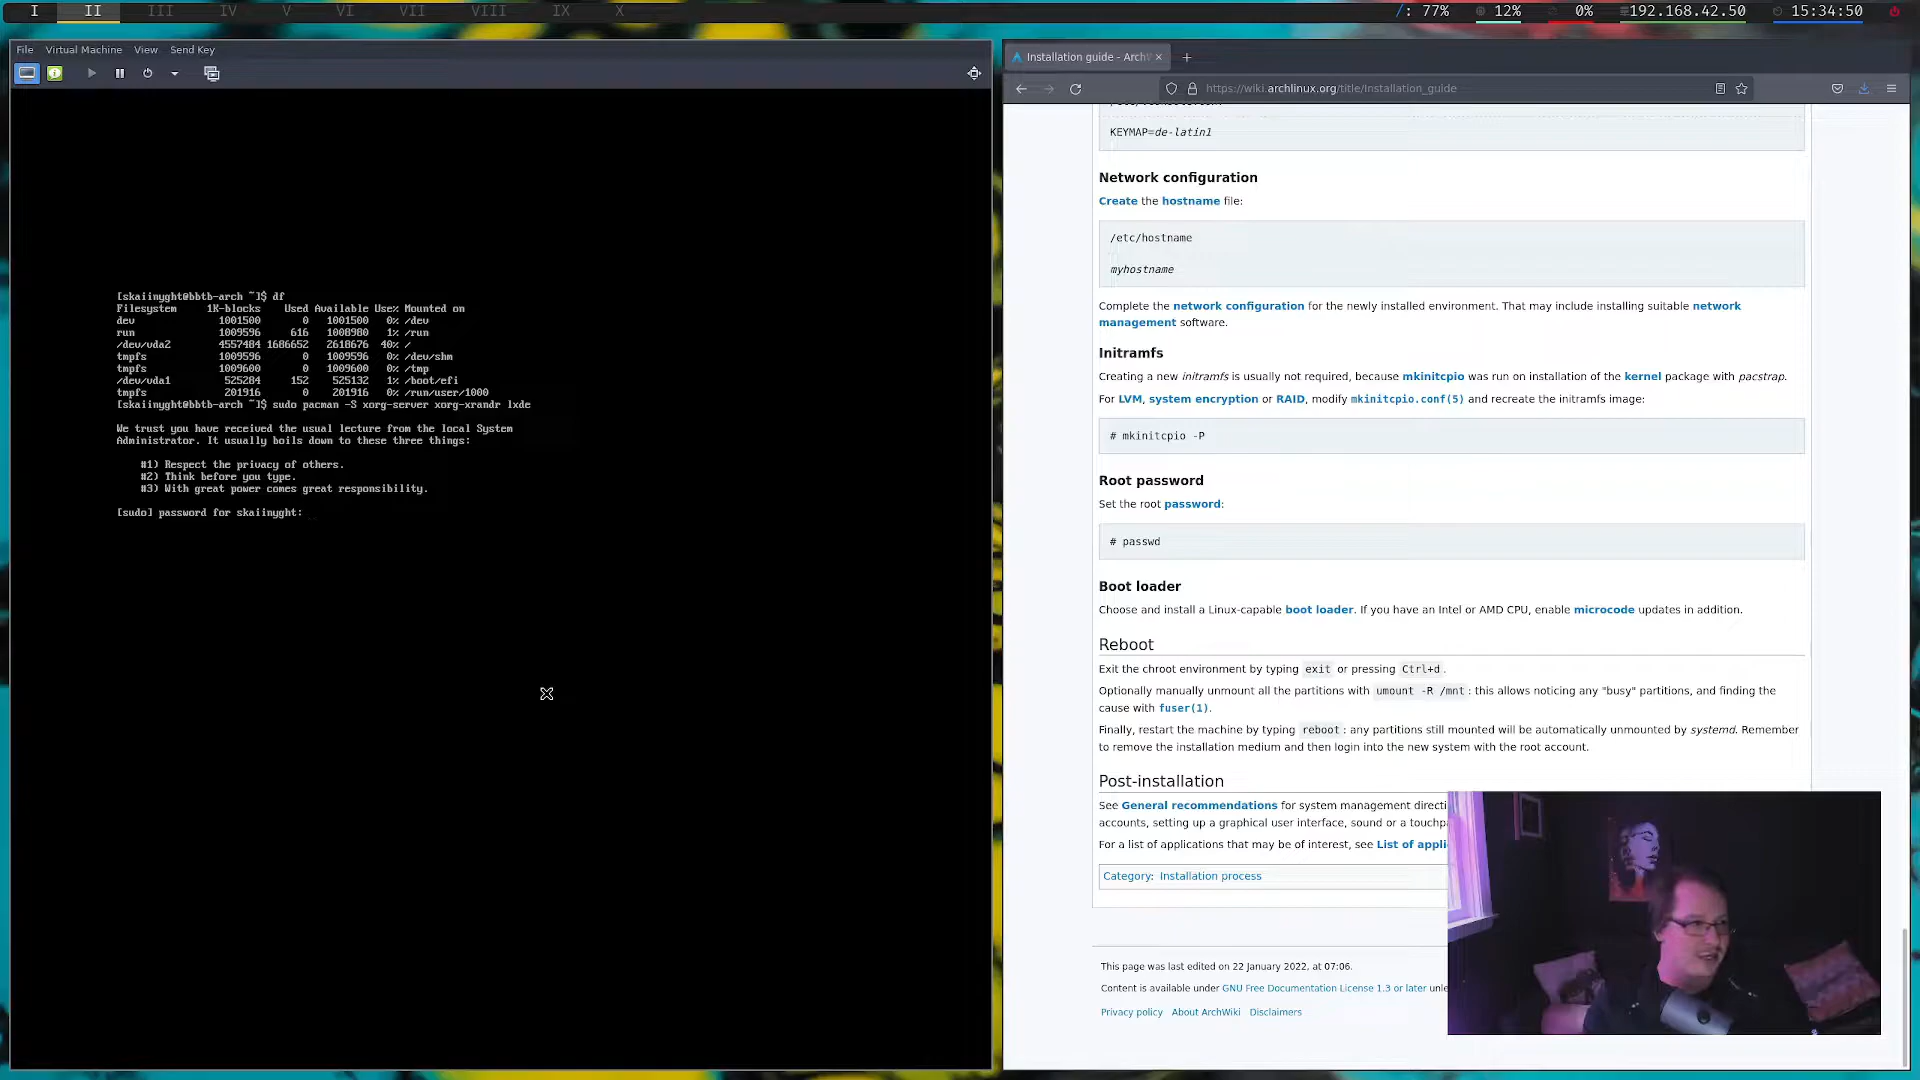 I II III IV V VI VII VIII IX X
/: 77% 12% 0% 192.168.42.50 15:34:50
File Virtual Machine View Send Key
[skaiinyght@bbtb-arch ~]$ df
Filesystem 1K-blocks Used Available Use% Mounted on
dev 1001500 0 1001500 0% /dev
run 1009596 616 1008980 1% /run
/dev/vda2 4557484 1686652 2618676 40% /
tmpfs 1009596 0 1009596 0% /dev/shm
tmpfs 1009600 0 1009600 0% /tmp
/dev/vda1 525284 152 525132 1% /boot/efi
tmpfs 201916 0 201916 0% /run/user/1000
[skaiinyght@bbtb-arch ~]$ sudo pacman -S xorg-server xorg-xrandr lxde
We trust you have received the usual lecture from the local System
Administrator. It usually boils down to these three things:
#1) Respect the privacy of others.
#2) Think before you type.
#3) With great power comes great responsibility.
[sudo] password for skaiinyght:
Installation guide - ArchW
https://wiki.archlinux.org/title/Installation_guide
KEYMAP=de-latin1
Network configuration
Create the hostname file:
/etc/hostname
myhostname
Complete the network configuration for the newly installed environment. That may include installing suitable network
management software.
Initramfs
Creating a new initramfs is usually not required, because mkinitcpio was run on installation of the kernel package with pacstrap.
For LVM, system encryption or RAID, modify mkinitcpio.conf(5) and recreate the initramfs image:
# mkinitcpio -P
Root password
Set the root password:
# passwd
Boot loader
Choose and install a Linux-capable boot loader. If you have an Intel or AMD CPU, enable microcode updates in addition.
Reboot
Exit the chroot environment by typing exit or pressing Ctrl+d.
Optionally manually unmount all the partitions with umount -R /mnt: this allows noticing any "busy" partitions, and finding the
cause with fuser(1).
Finally, restart the machine by typing reboot: any partitions still mounted will be automatically unmounted by systemd. Remember
to remove the installation medium and then login into the new system with the root account.
Post-installation
See General recommendations for system management directi
accounts, setting up a graphical user interface, sound or a touchp
For a list of applications that may be of interest, see List of appli
Category: Installation process
This page was last edited on 22 January 2022, at 07:06.
Content is available under GNU Free Documentation License 1.3 or later unle
Privacy policy About ArchWiki Disclaimers